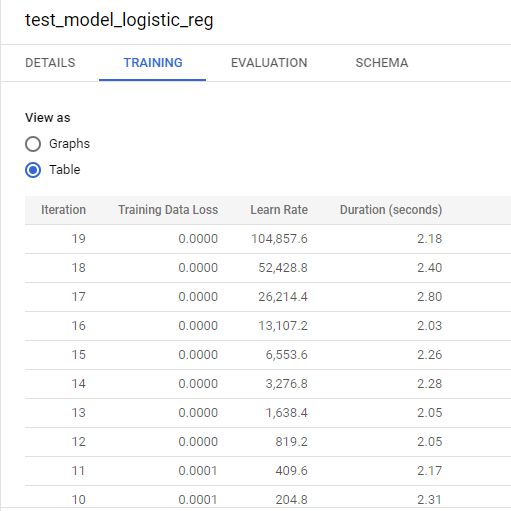 test_model_logistic_reg
DETAILS TRAINING EVALUATION SCHEMA
View as
Graphs
Table
Iteration Training Data Loss Learn Rate Duration (seconds)
19 0.0000 104,857.6 2.18
18 0.0000 52,428.8 2.40
17 0.0000 26,214.4 2.80
16 0.0000 13,107.2 2.03
15 0.0000 6,553.6 2.26
14 0.0000 3,276.8 2.28
13 0.0000 1,638.4 2.05
12 0.0000 819.2 2.05
11 0.0001 409.6 2.17
10 0.0001 204.8 2.31